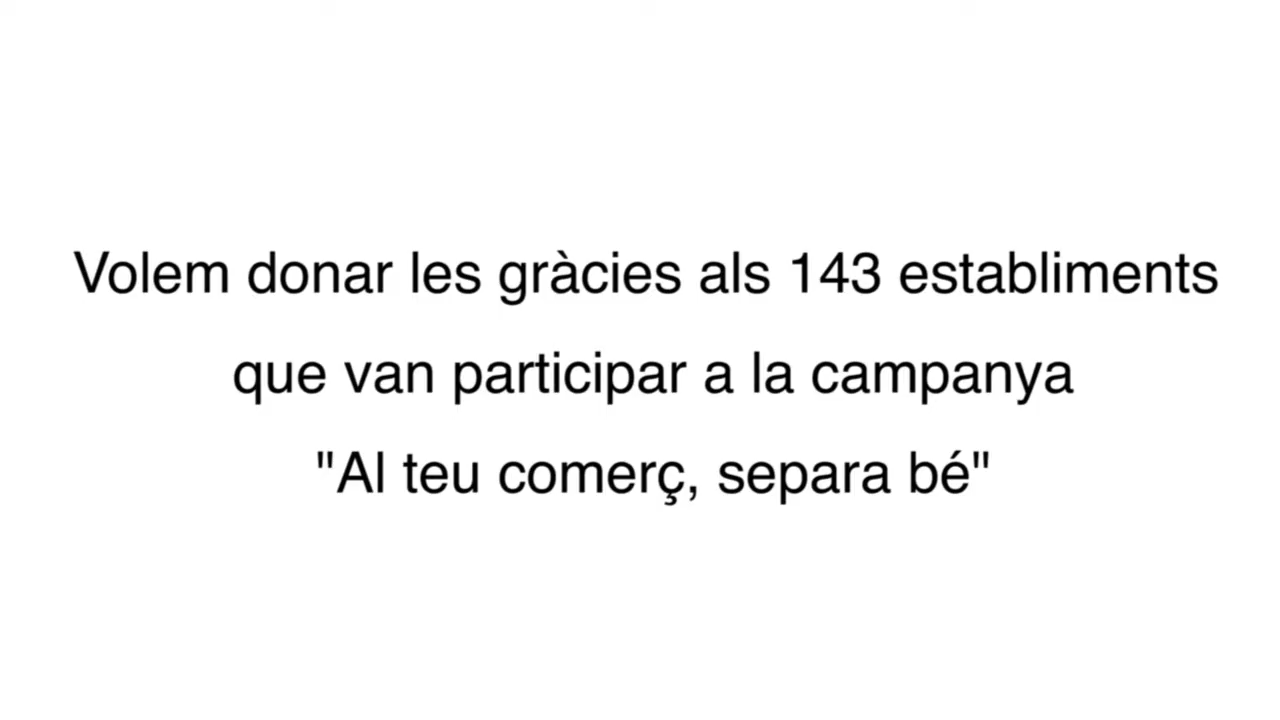 Volem donar les gràcies als 143 establiments
que van participar a la campanya
"Al teu comerç, separa bé"